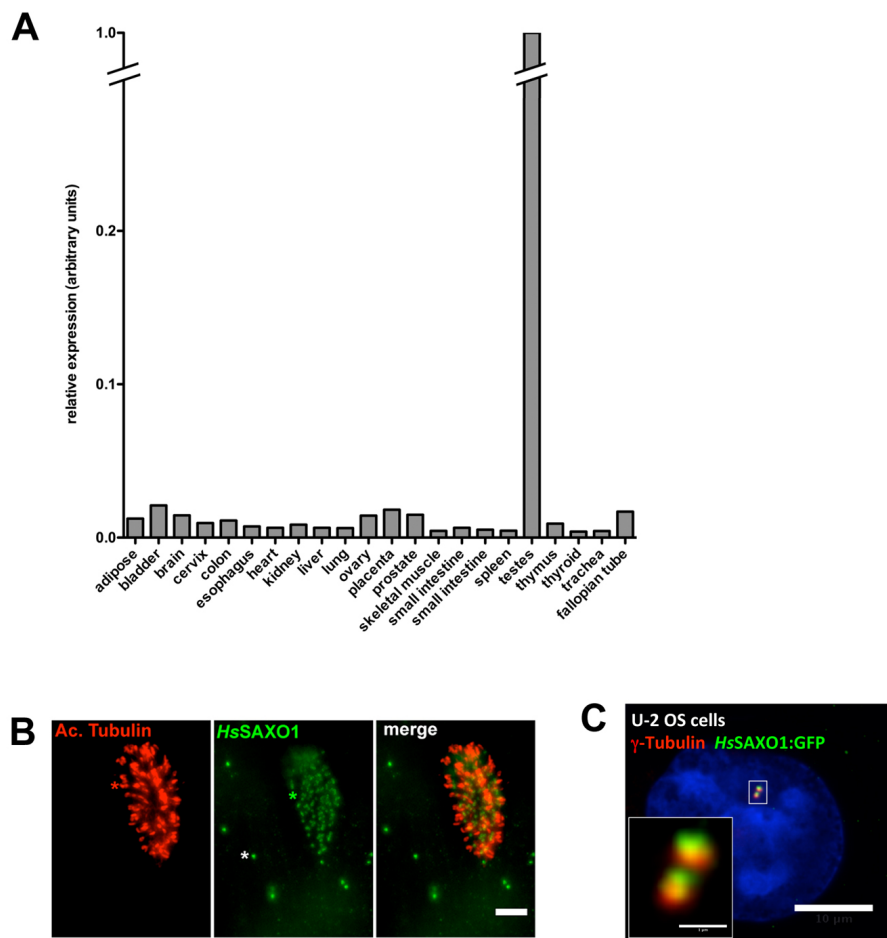 A
1.0
0.2
0.1
0.0
relative expression (arbitrary units)
adipose
bladder
brain
cervix
colon
esophagus
heart
kidney
liver
lung
ovary
placenta
prostate
skeletal muscle
small intestine
small intestine
spleen
testes
thymus
thyroid
trachea
fallopian tube
B
Ac. Tubulin
*
HsSAXO1
*
*
merge
C
U-2 OS cells
γ-Tubulin HsSAXO1:GFP
10 µm